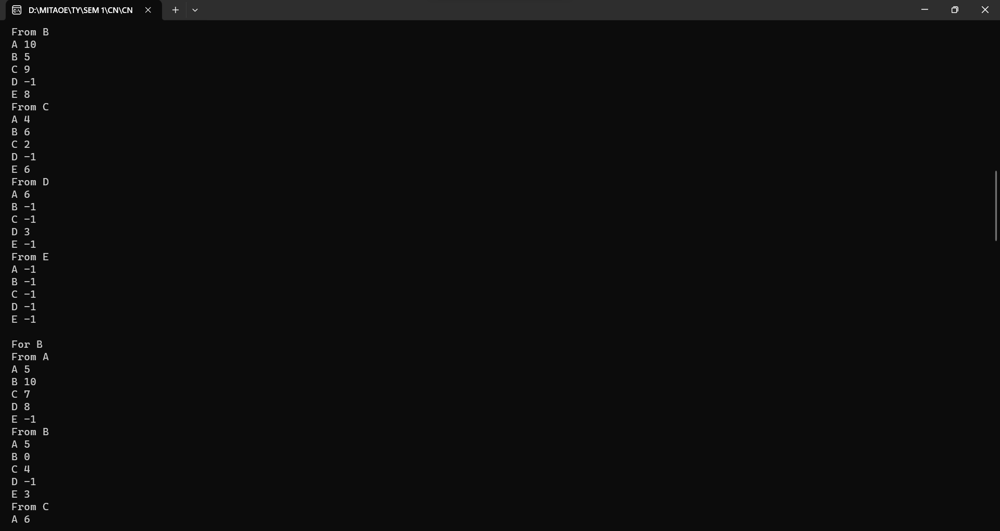 D:\MITAOE\TY\SEM 1\CN\CN
From B
A 10
B 5
C 9
D -1
E 8
From C
A 4
B 6
C 2
D -1
E 6
From D
A 6
B -1
C -1
D 3
E -1
From E
A -1
B -1
C -1
D -1
E -1
For B
From A
A 5
B 10
C 7
D 8
E -1
From B
A 5
B 0
C 4
D -1
E 3
From C
A 6